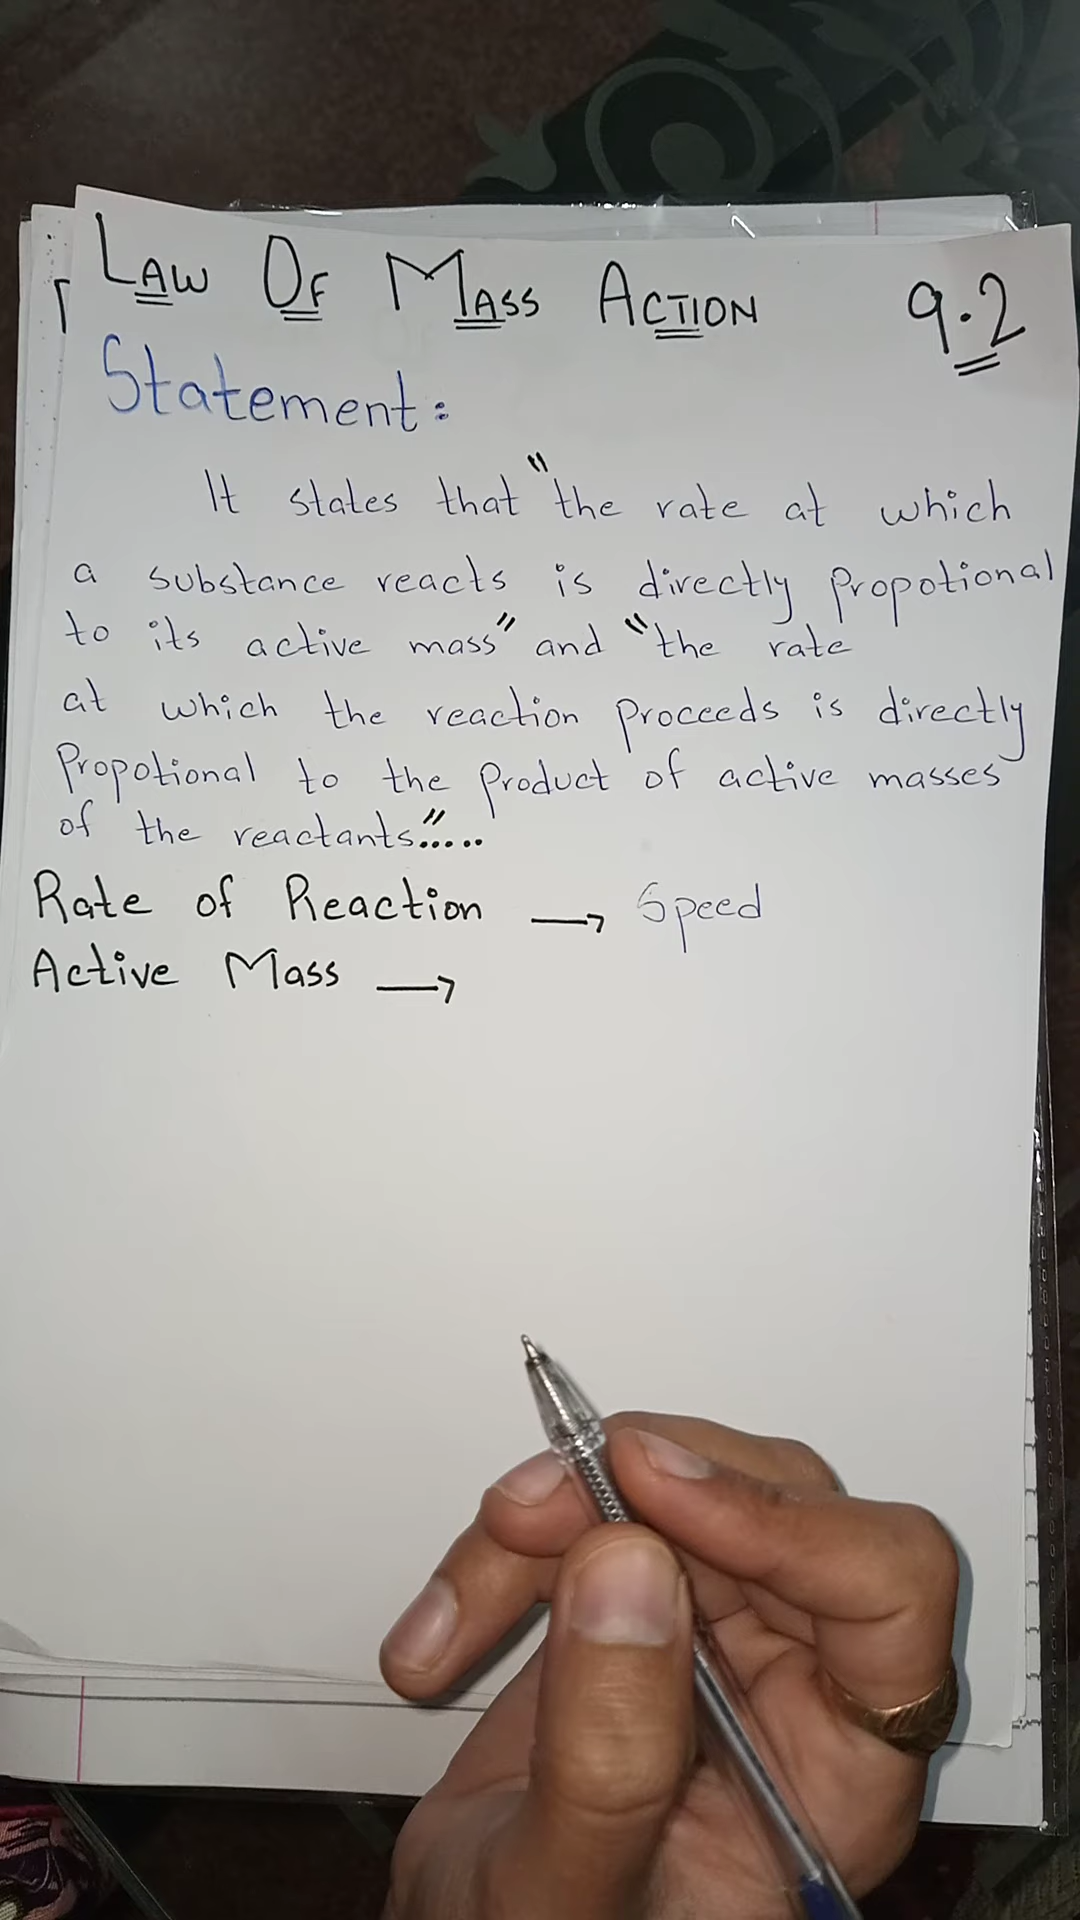 LAW OF MASS ACTION 9.2
Statement:
It states that "the rate at which
a substance reacts is directly propotional
to its active mass" and "the rate
at which the reaction proceeds is directly
Propotional to the product of active masses
of the reactants".....
Rate of Reaction → Speed
Active Mass →